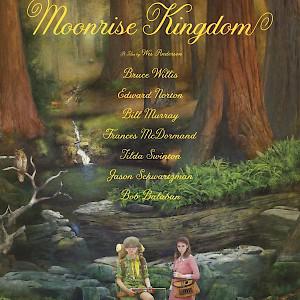 Moonrise Kingdom
A Film by Wes Anderson
Bruce Willis
Edward Norton
Bill Murray
Frances McDormand
Tilda Swinton
Jason Schwartzman
Bob Balaban